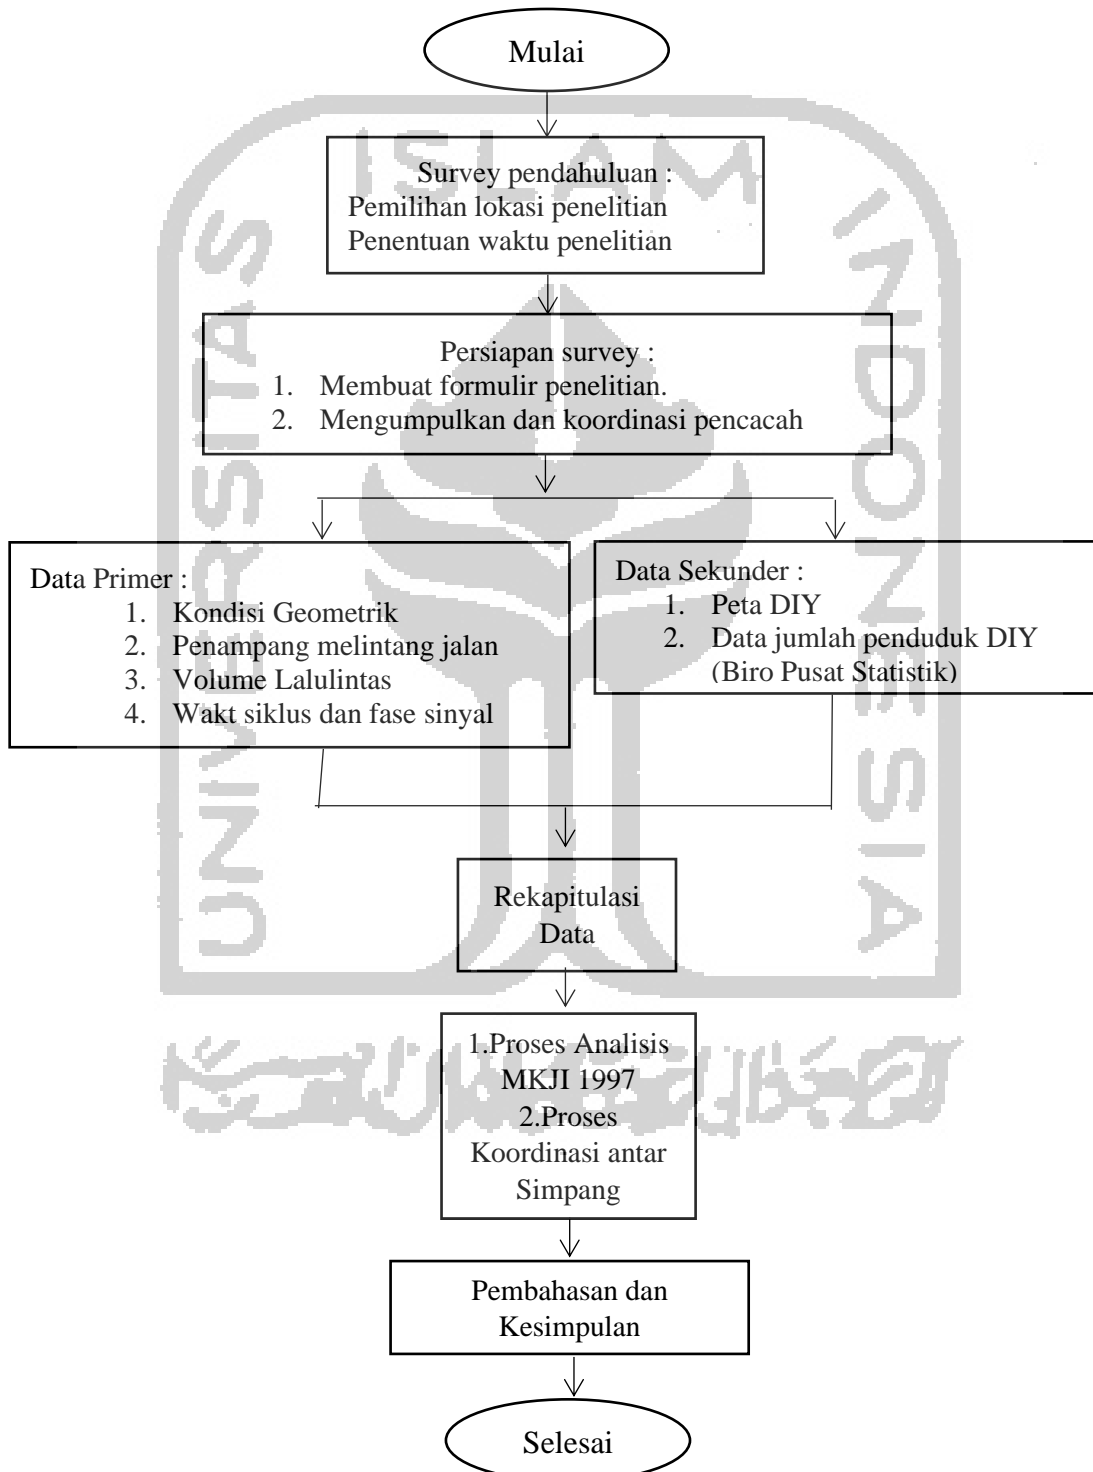 Mulai
ISLAM
UNIVERSITAS
INDONESIA
Survey pendahuluan :
Pemilihan lokasi penelitian
Penentuan waktu penelitian
Persiapan survey :
1. Membuat formulir penelitian.
2. Mengumpulkan dan koordinasi pencacah
Data Primer :
1. Kondisi Geometrik
2. Penampang melintang jalan
3. Volume Lalulintas
4. Wakt siklus dan fase sinyal
Data Sekunder :
1. Peta DIY
2. Data jumlah penduduk DIY
(Biro Pusat Statistik)
Rekapitulasi
Data
1.Proses Analisis
MKJI 1997
2.Proses
Koordinasi antar
Simpang
Pembahasan dan
Kesimpulan
Selesai